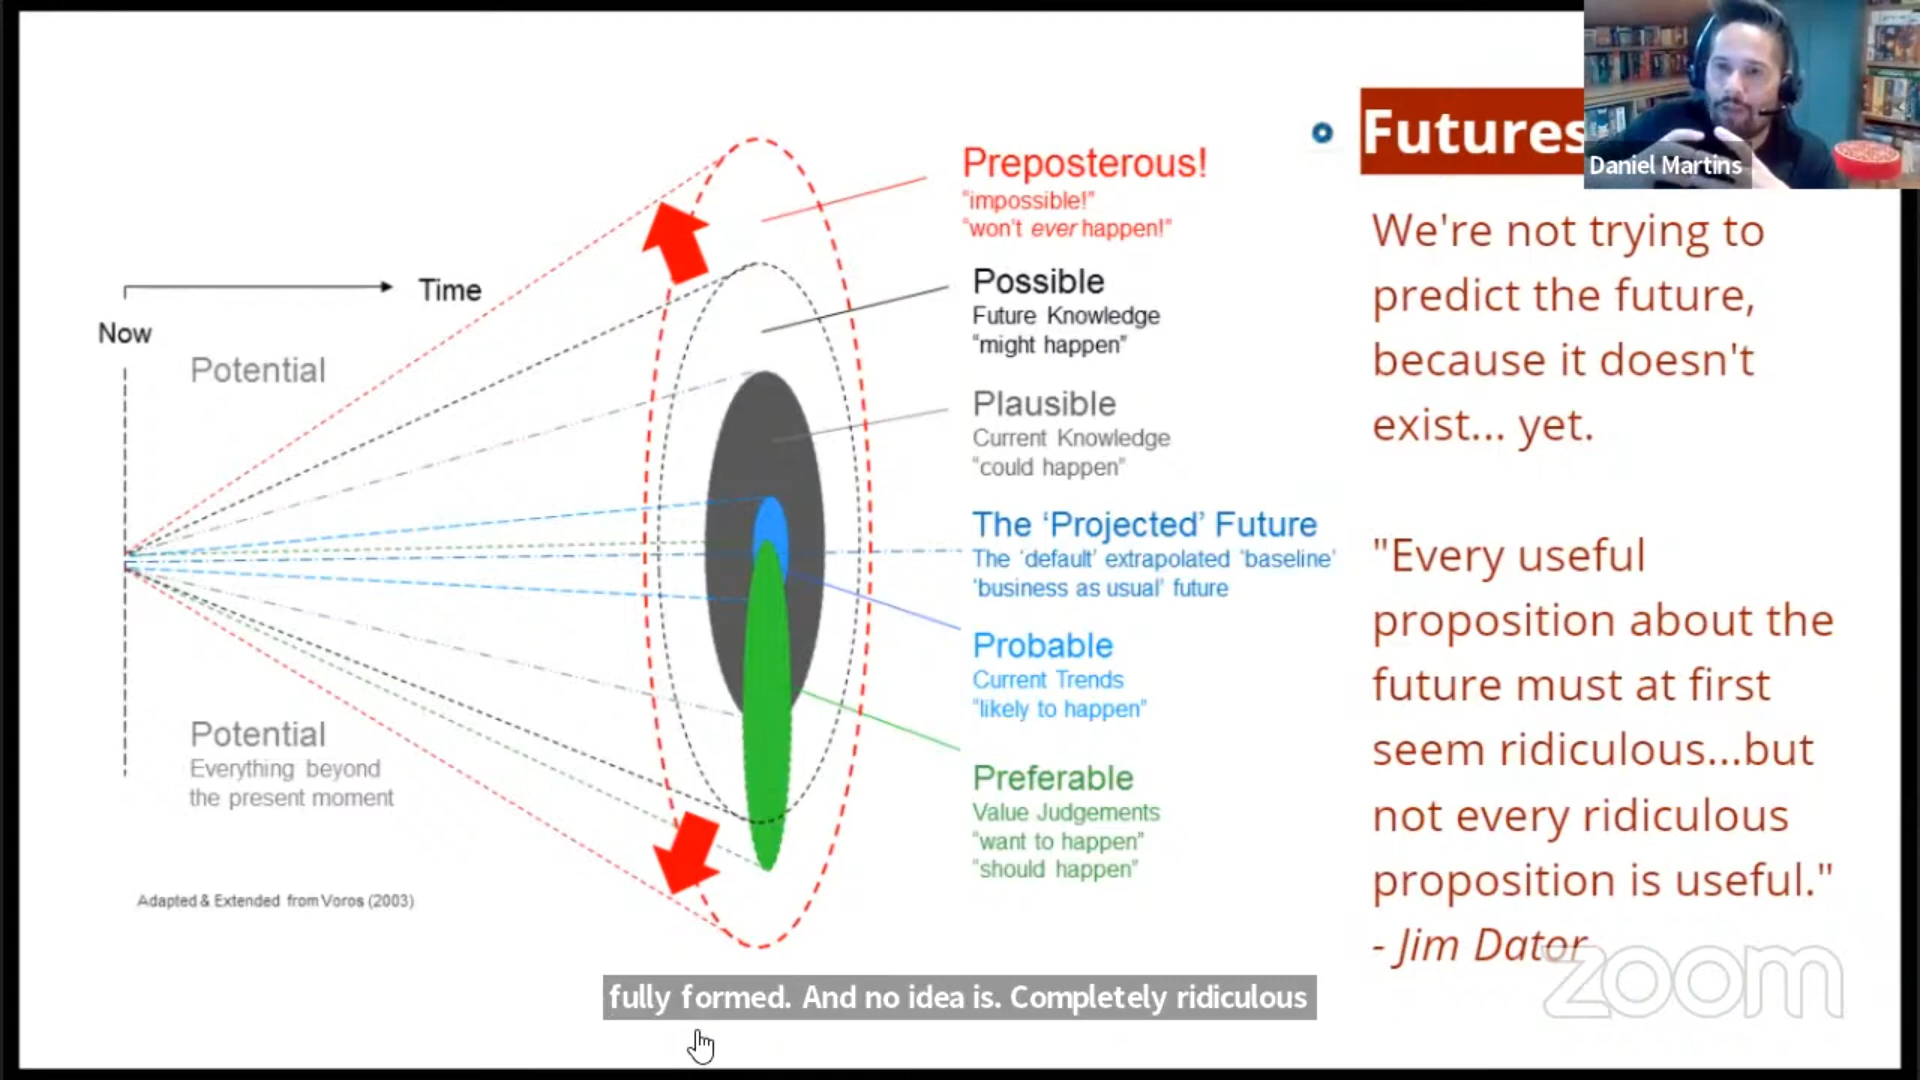 Futures
Daniel Martins
Preposterous!
"impossible!"
"won't ever happen!"
Possible
Future Knowledge
"might happen"
Plausible
Current Knowledge
"could happen"
The 'Projected' Future
The 'default' extrapolated 'baseline'
'business as usual' future
Probable
Current Trends
"likely to happen"
Preferable
Value Judgements
"want to happen"
"should happen"
Time
Now
Potential
Potential
Everything beyond
the present moment
Adapted & Extended from Voros (2003)
We're not trying to
predict the future,
because it doesn't
exist... yet.
"Every useful
proposition about the
future must at first
seem ridiculous...but
not every ridiculous
proposition is useful."
- Jim Dator
zoom
fully formed. And no idea is. Completely ridiculous